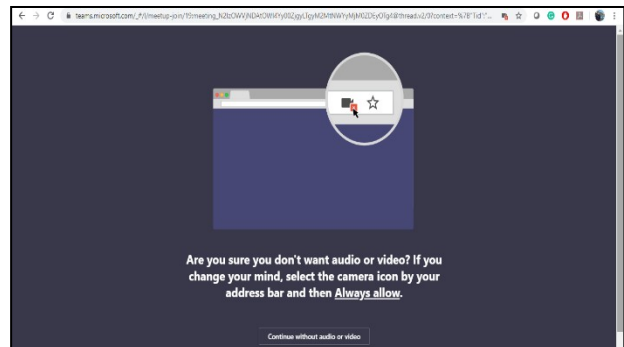 Are you sure you don't want audio or video? If you
change your mind, select the camera icon by your
address bar and then Always allow.
Continue without audio or video